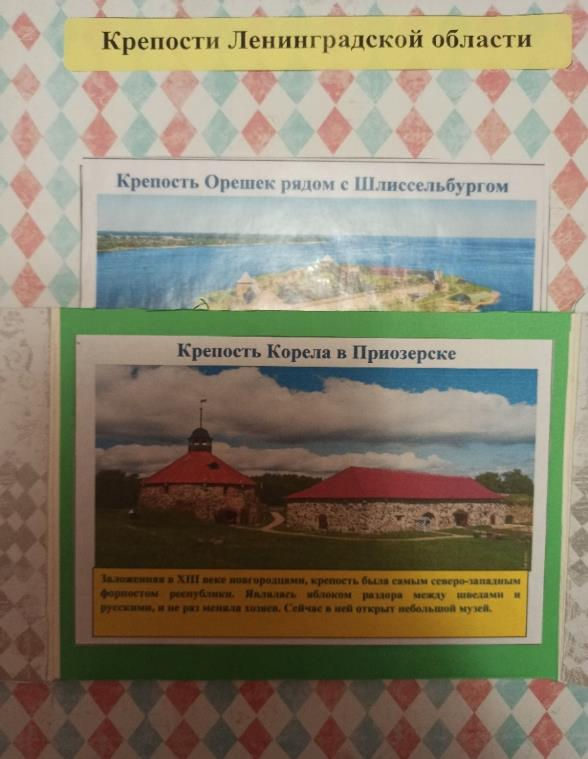 Крепости Ленинградской области
Крепость Орешек рядом с Шлиссельбургом
Крепость Корела в Приозерске
Заложенная в XIII веке новгородцами, крепость была самым северо-западным
форпостом республики. Являлась яблоком раздора между шведами и
русскими, и не раз меняла хозяев. Сейчас в ней открыт небольшой музей.